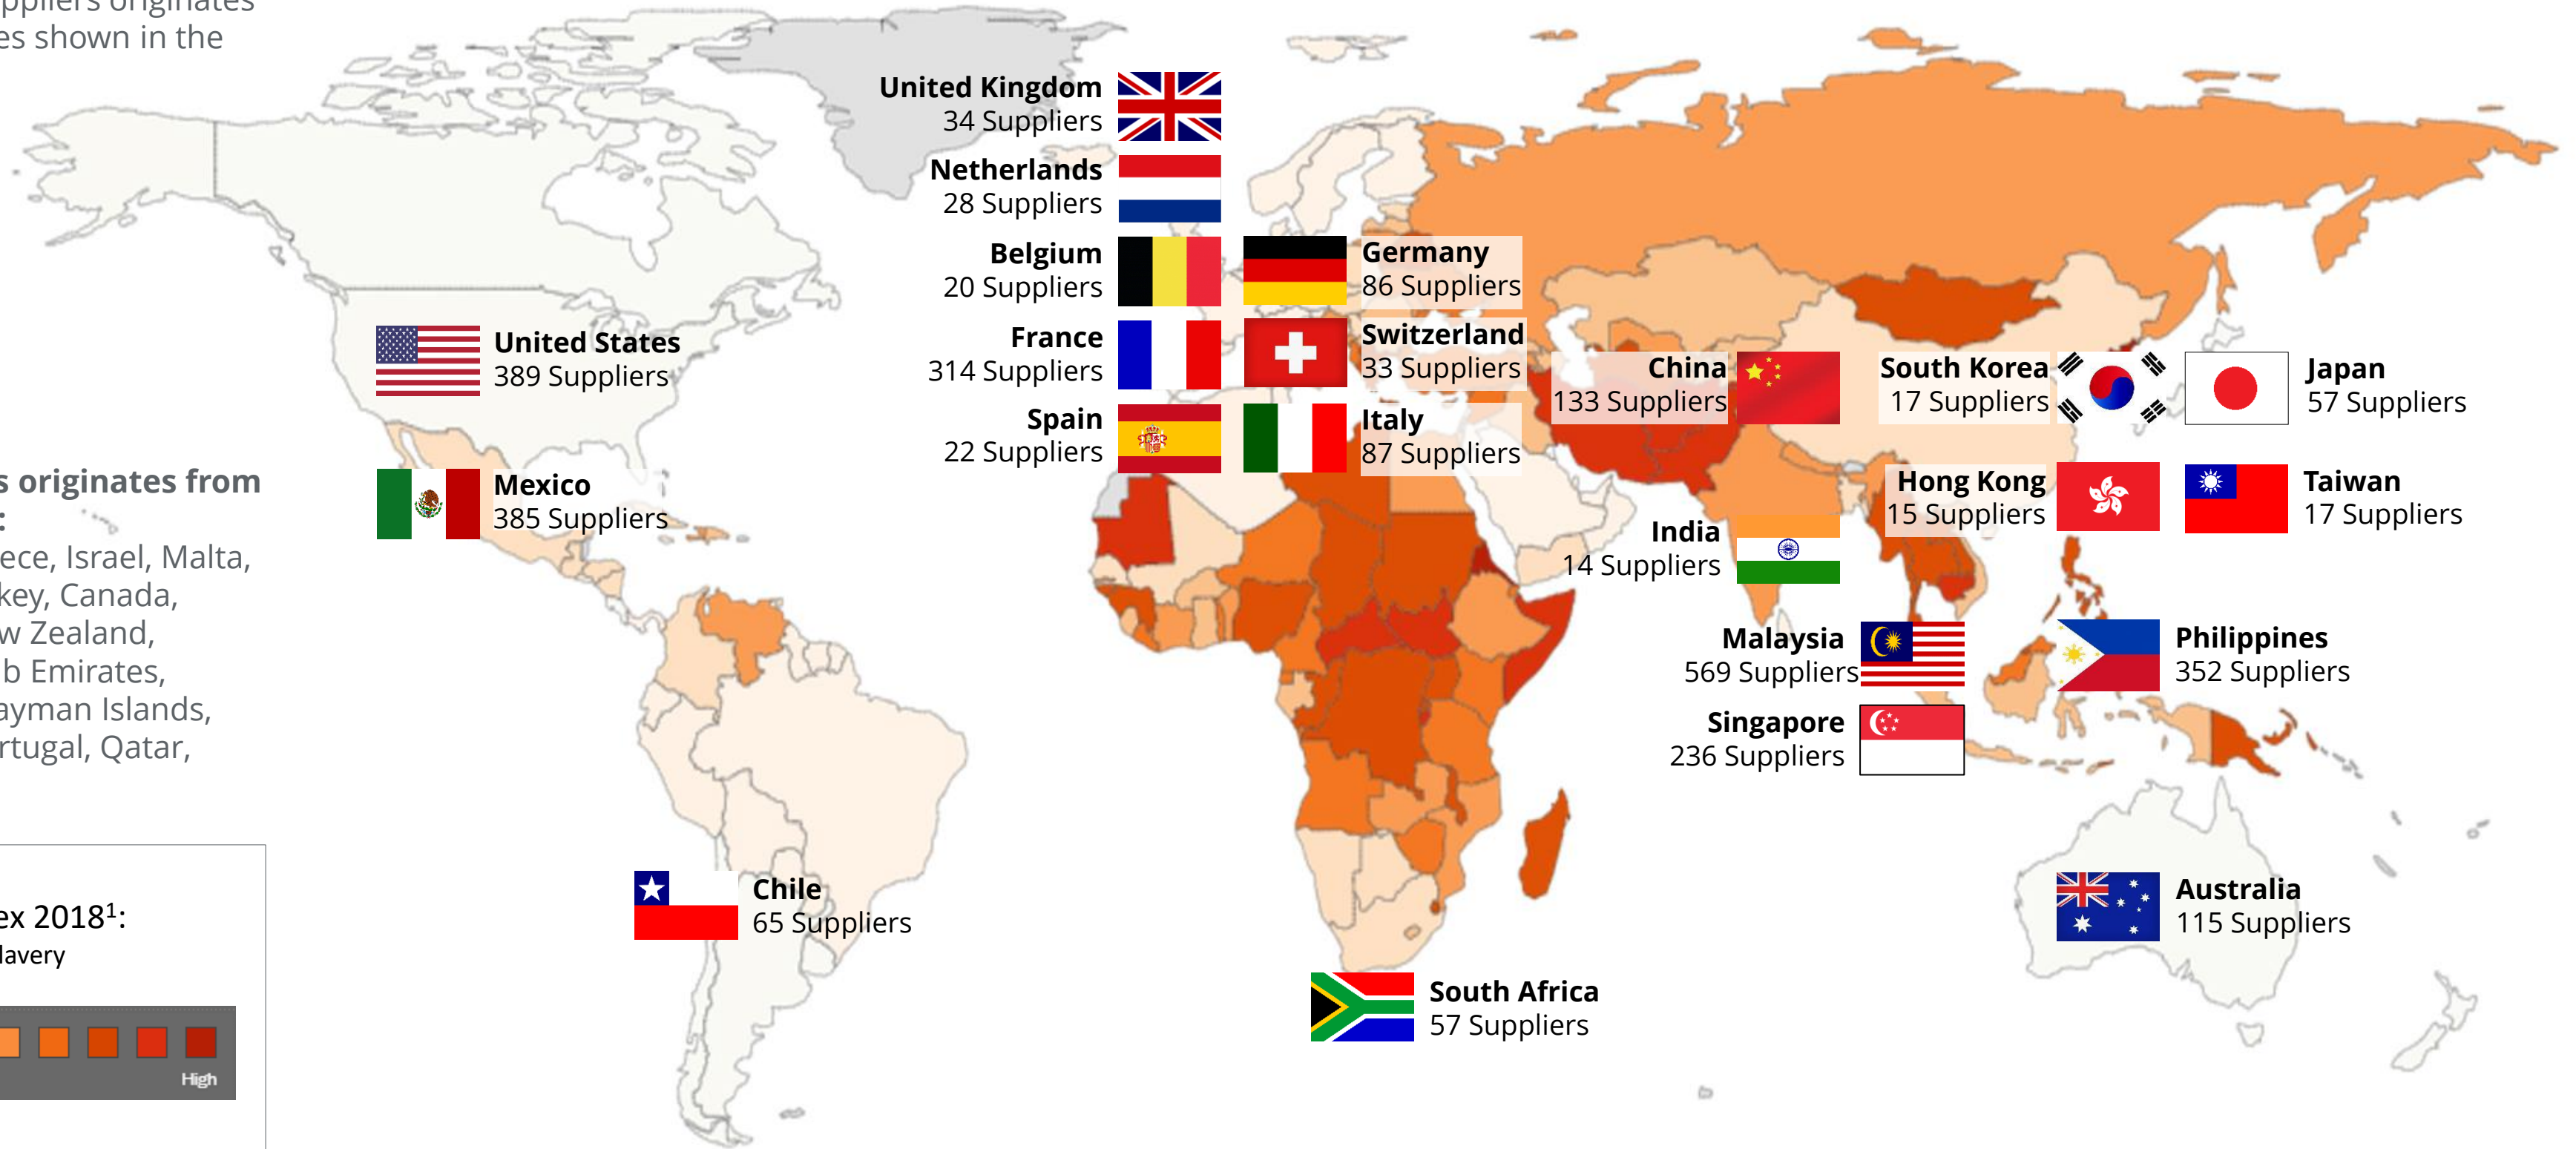 originates
es shown in the
United Kingdom
34 Suppliers
Netherlands
28 Suppliers
Belgium
20 Suppliers
Germany
86 Suppliers
France
314 Suppliers
Switzerland
33 Suppliers
Spain
22 Suppliers
Italy
87 Suppliers
United States
389 Suppliers
Mexico
385 Suppliers
China
133 Suppliers
South Korea
17 Suppliers
Japan
57 Suppliers
Hong Kong
15 Suppliers
Taiwan
17 Suppliers
India
14 Suppliers
Malaysia
569 Suppliers
Philippines
352 Suppliers
Singapore
236 Suppliers
Chile
65 Suppliers
South Africa
57 Suppliers
Australia
115 Suppliers
s originates from
:
ece, Israel, Malta,
key, Canada,
w Zealand,
b Emirates,
ayman Islands,
rtugal, Qatar,
ex 2018¹:
lavery
High